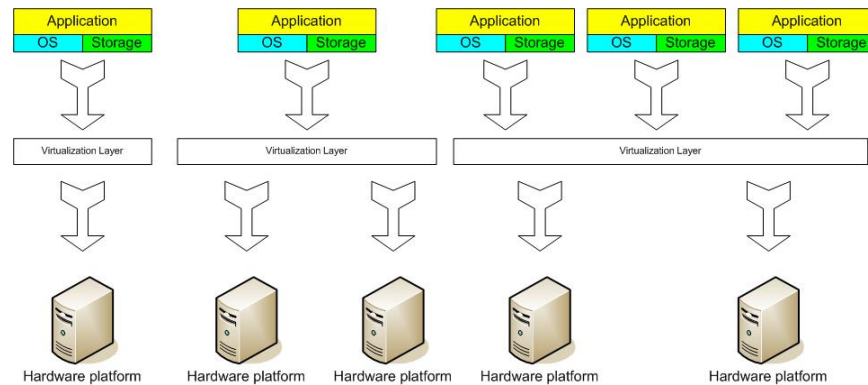 Application Application Application Application Application
OS Storage OS Storage OS Storage OS Storage OS Storage
Virtualization Layer Virtualization Layer Virtualization Layer
Hardware platform Hardware platform Hardware platform Hardware platform Hardware platform